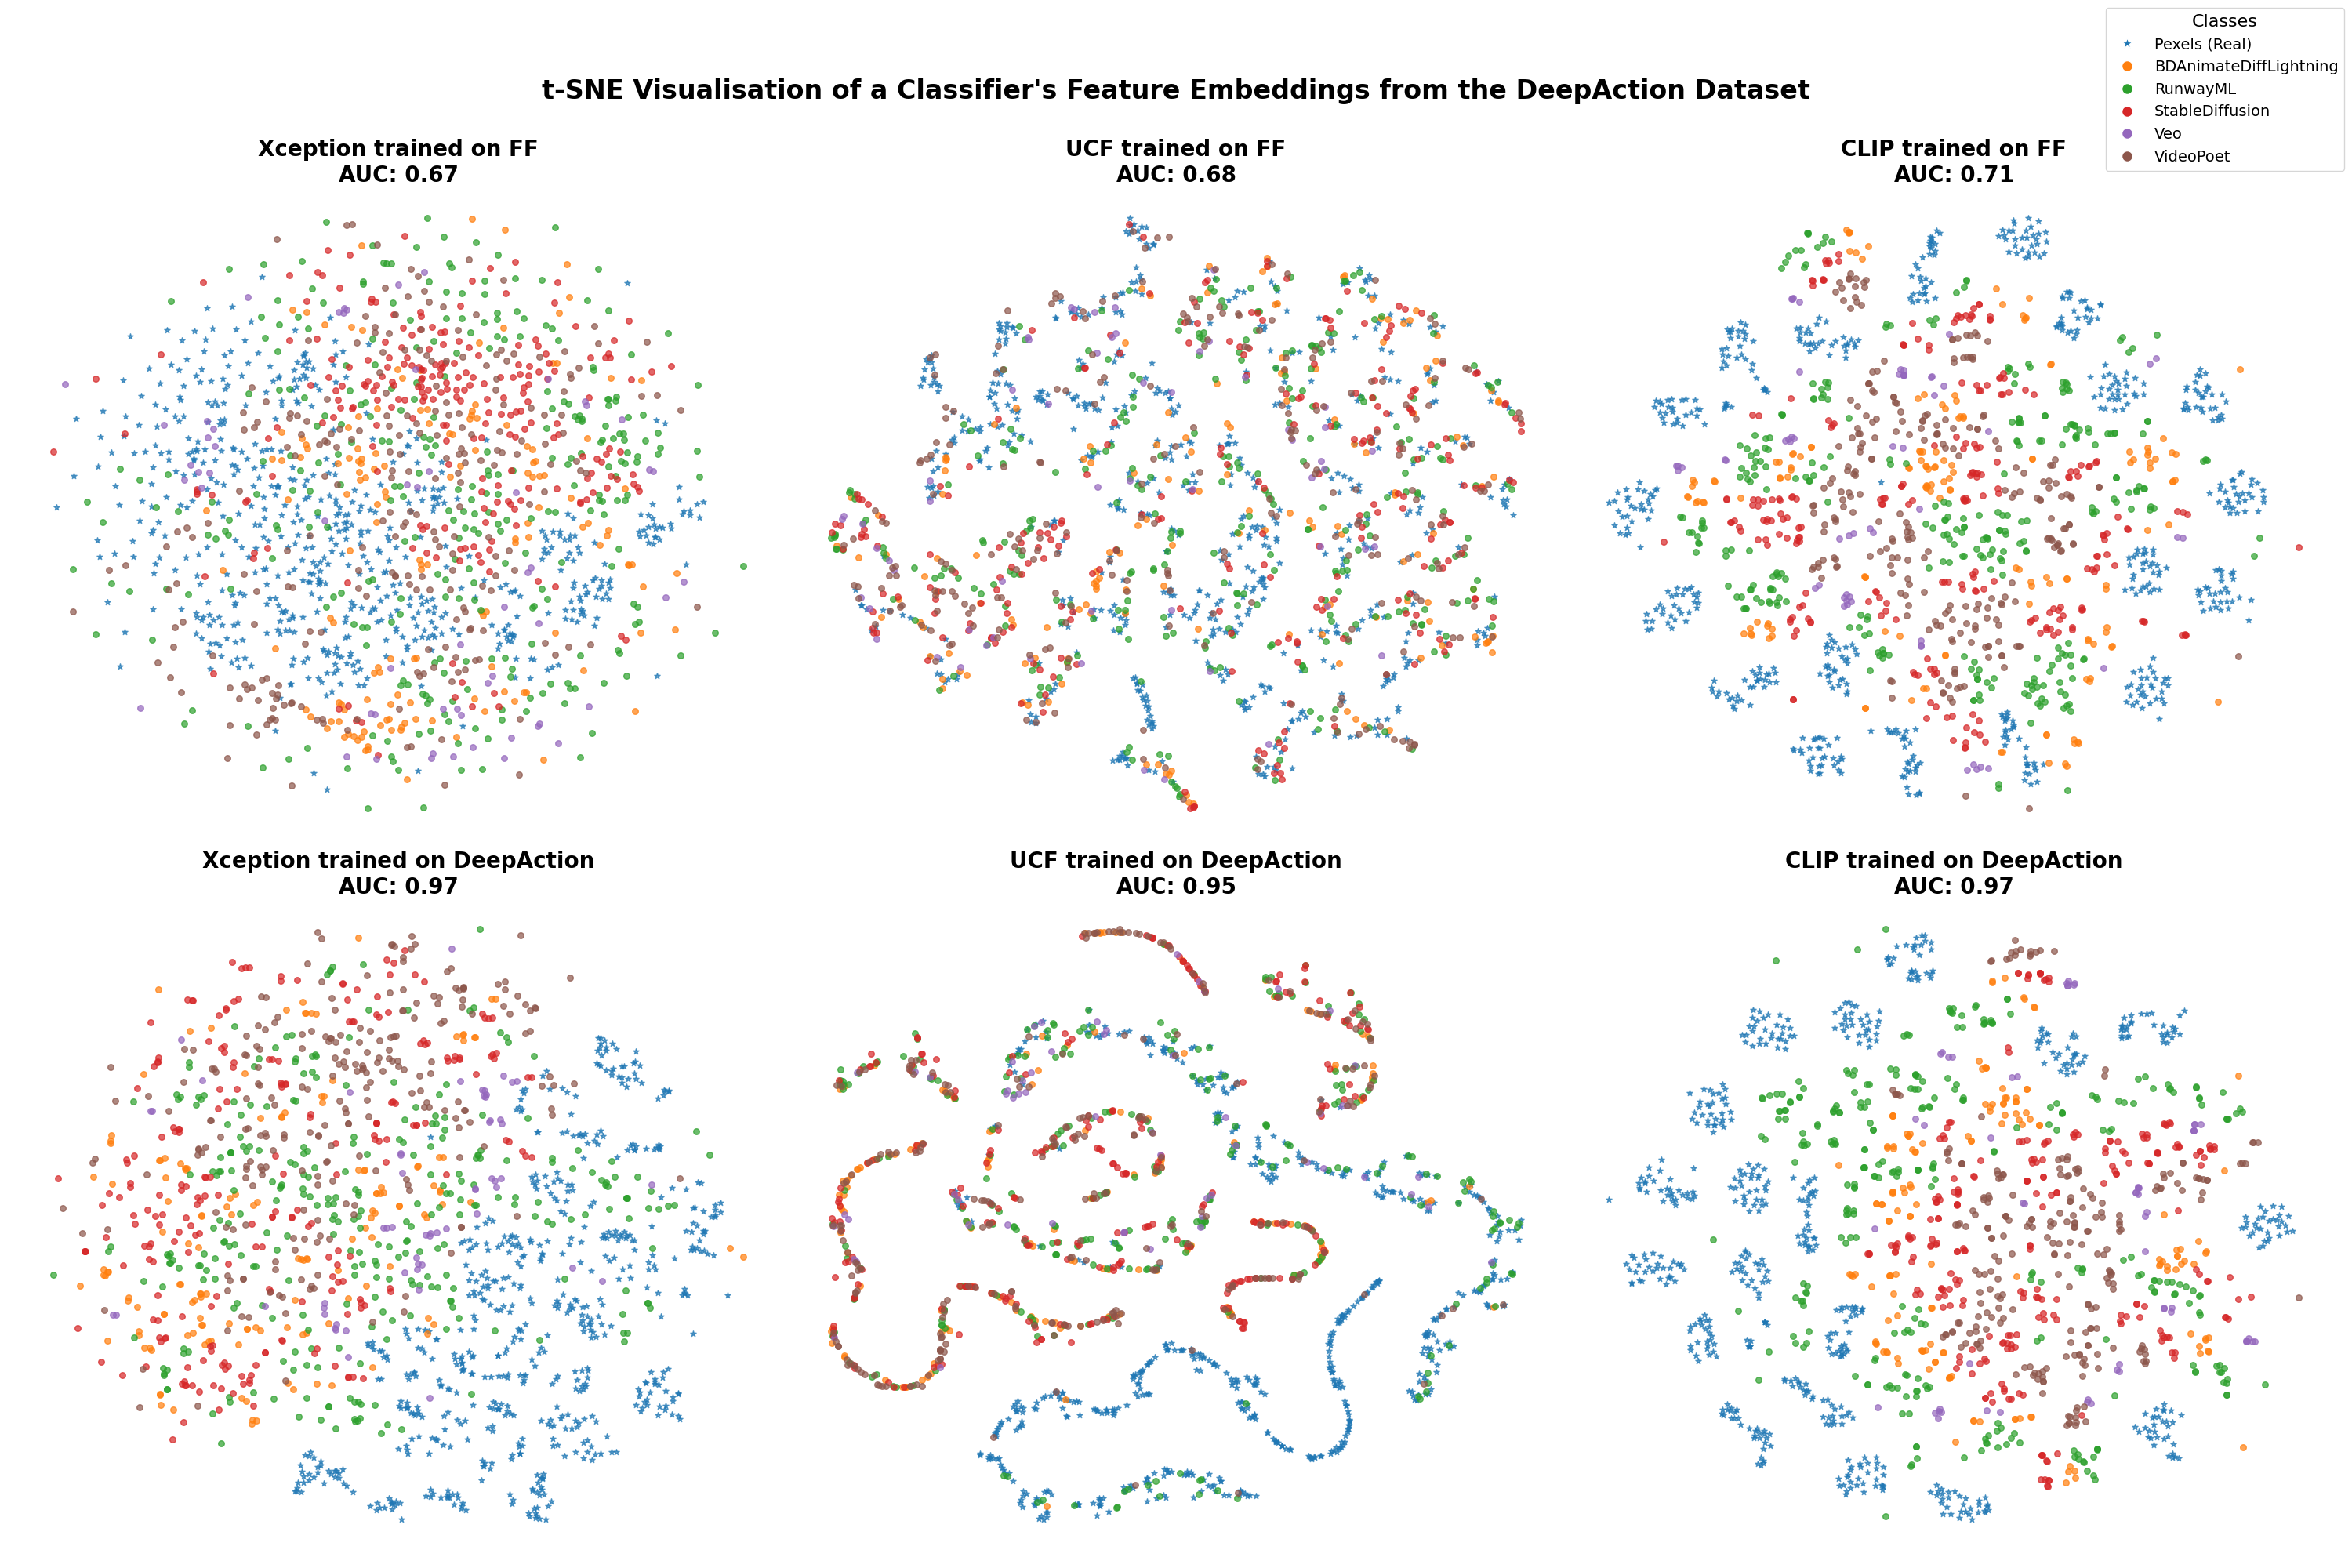 Classes
Pexels (Real)
BDAnimateDiffLightning
RunwayML
StableDiffusion
Veo
VideoPoet
t-SNE Visualisation of a Classifier's Feature Embeddings from the DeepAction Dataset
Xception trained on FF
AUC: 0.67
UCF trained on FF
AUC: 0.68
CLIP trained on FF
AUC: 0.71
Xception trained on DeepAction
AUC: 0.97
UCF trained on DeepAction
AUC: 0.95
CLIP trained on DeepAction
AUC: 0.97